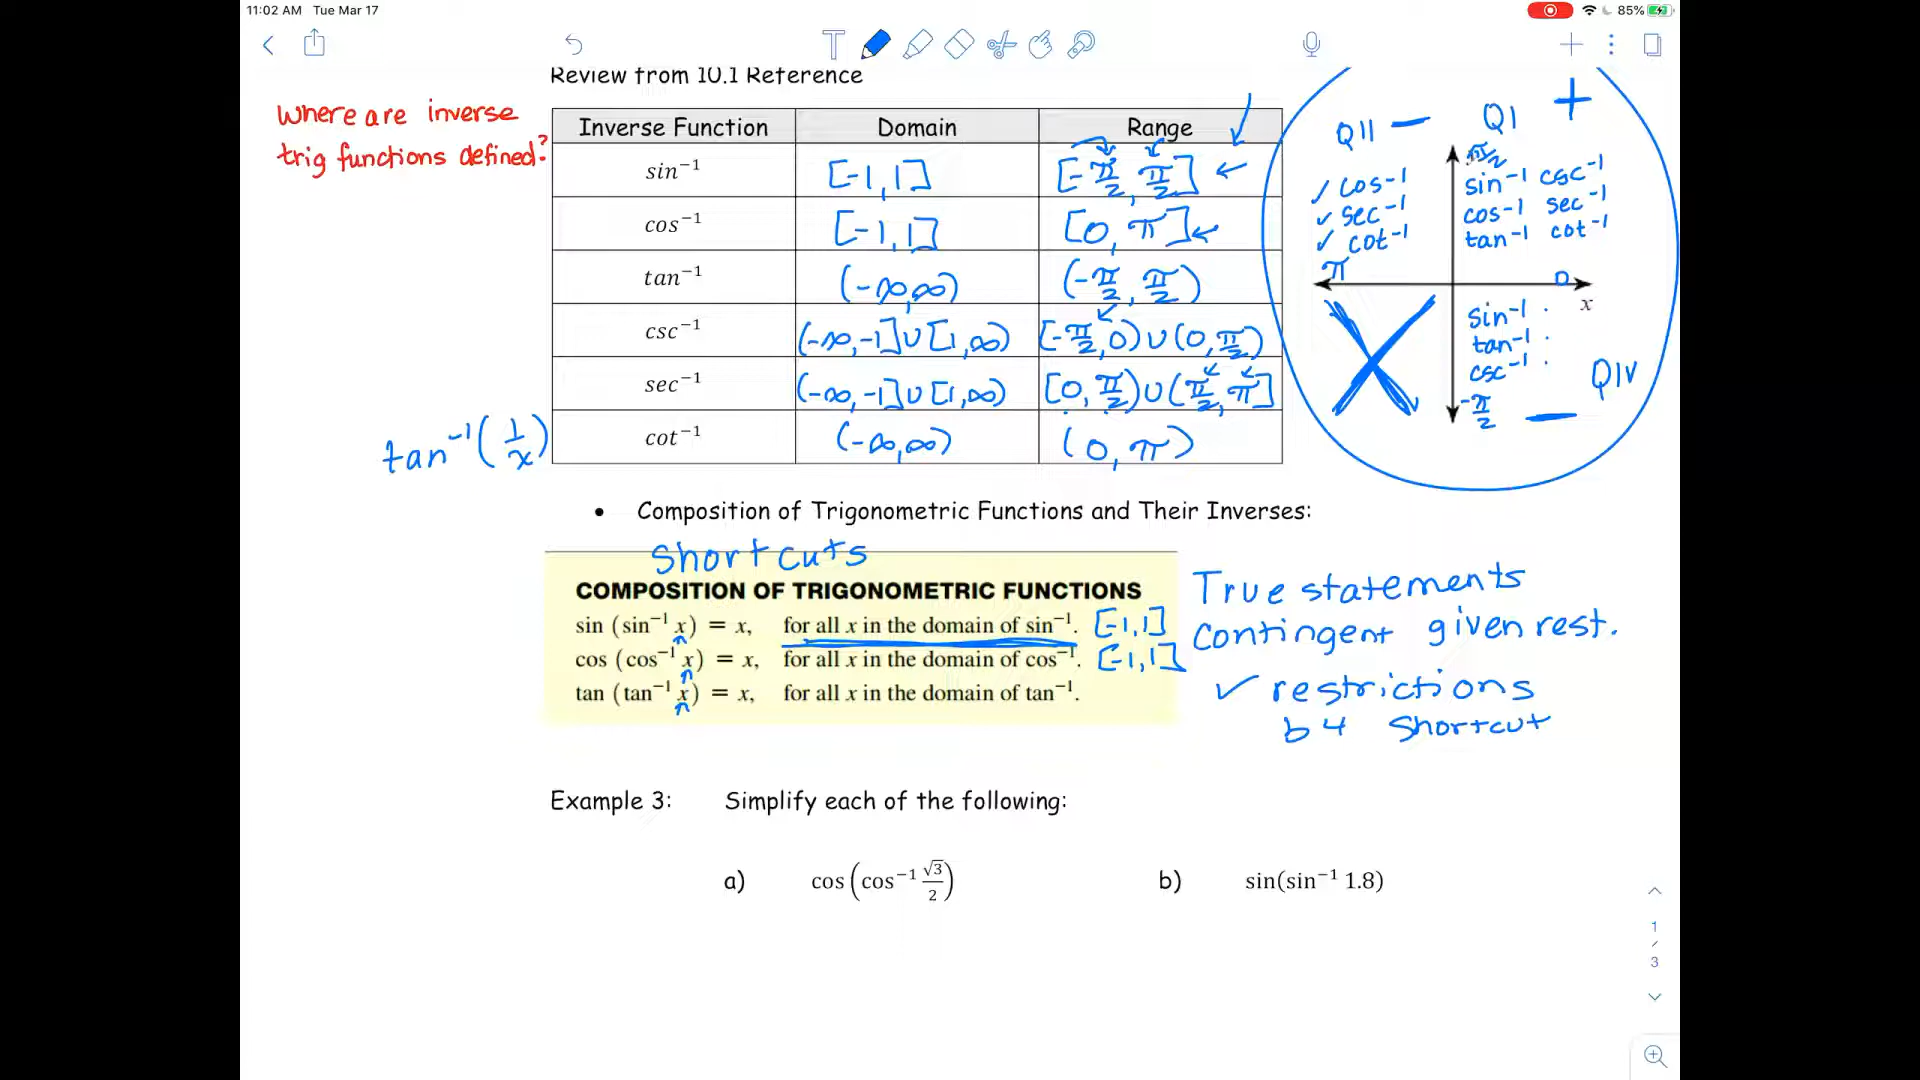 11:02 AM Tue Mar 17
85%
Review from 10.1 Reference
Where are inverse
trig functions defined?
Inverse Function Domain Range
sin⁻¹ [-1,1] [-π/2, π/2]
cos⁻¹ [-1,1] [0, π]
tan⁻¹ (-∞,∞) (-π/2, π/2)
csc⁻¹ (-∞,-1]∪[1,∞) [-π/2,0)∪(0,π/2)
sec⁻¹ (-∞,-1]∪[1,∞) [0,π/2)∪(π/2,π]
cot⁻¹ (-∞,∞) (0, π)
tan⁻¹(1/x)
QII − QI +
π/2
✓ cos⁻¹ sin⁻¹ csc⁻¹
✓ sec⁻¹ cos⁻¹ sec⁻¹
✓ cot⁻¹ tan⁻¹ cot⁻¹
π 0
x
sin⁻¹
tan⁻¹
csc⁻¹ QIV
-π/2 −
• Composition of Trigonometric Functions and Their Inverses:
Shortcuts
COMPOSITION OF TRIGONOMETRIC FUNCTIONS
sin (sin⁻¹ x) = x, for all x in the domain of sin⁻¹. [-1,1]
cos (cos⁻¹ x) = x, for all x in the domain of cos⁻¹. [-1,1]
tan (tan⁻¹ x) = x, for all x in the domain of tan⁻¹.
True statements
contingent given rest.
✓ restrictions
b4 shortcut
Example 3: Simplify each of the following:
a) cos(cos⁻¹ √3/2) b) sin(sin⁻¹ 1.8)
1
/
3